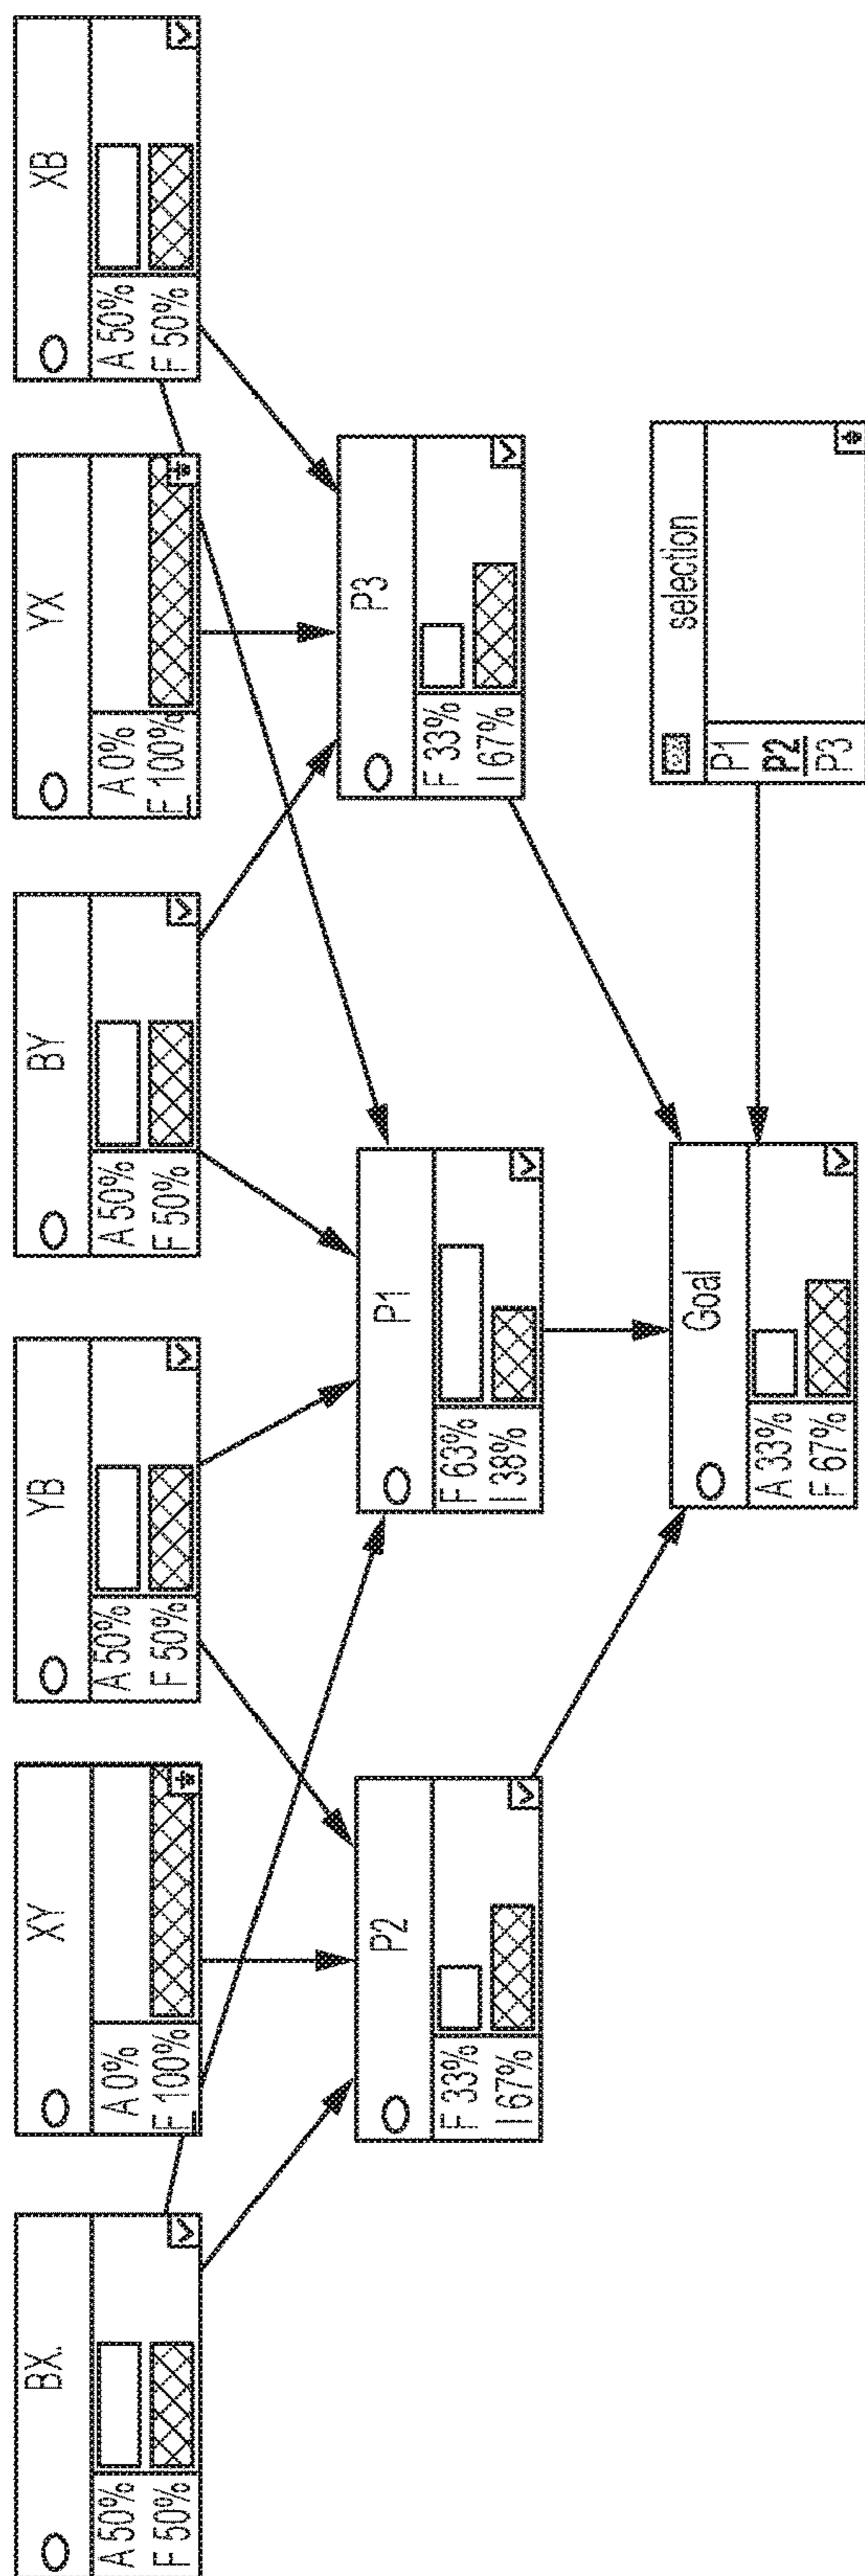 BX.
A 50%
F 50%
XY
A 0%
F 100%
YB
A 50%
F 50%
BY
A 50%
F 50%
YX
A 0%
F 100%
XB
A 50%
F 50%
P2
F 33%
I 67%
P1
F 63%
I 38%
P3
F 33%
I 67%
Goal
A 33%
F 67%
selection
P1
P2
P3